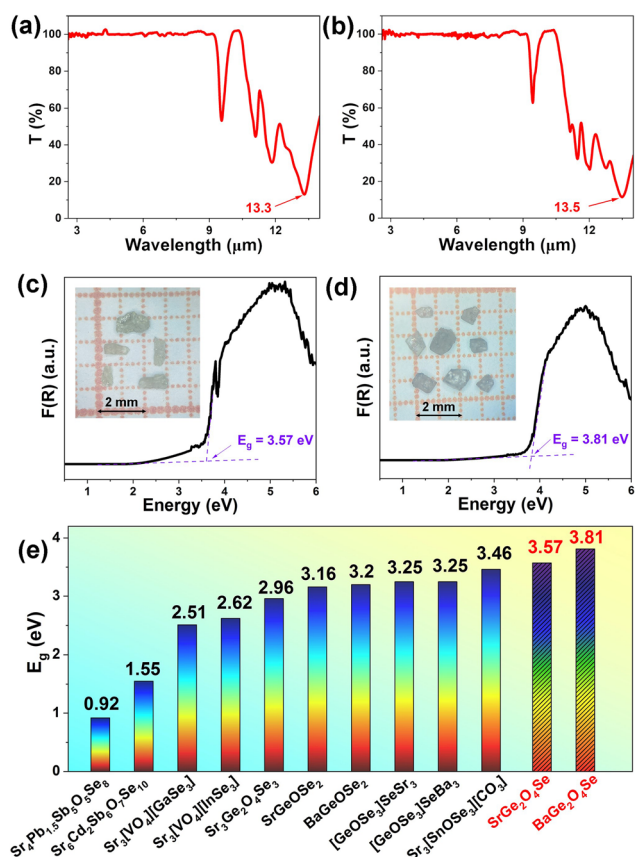 (a)
100
80
60
40
20
0
T (%)
13.3
3 6 9 12
Wavelength (μm)
(b)
100
80
60
40
20
0
T (%)
13.5
3 6 9 12
Wavelength (μm)
(c)
F(R) (a.u.)
2 mm
Eg = 3.57 eV
1 2 3 4 5 6
Energy (eV)
(d)
F(R) (a.u.)
2 mm
Eg = 3.81 eV
1 2 3 4 5 6
Energy (eV)
(e)
Eg (eV)
4
3
2
1
0
0.92
1.55
2.51
2.62
2.96
3.16
3.2
3.25
3.25
3.46
3.57
3.81
Sr4Pb1.5Sb5O5Se8
Sr6Cd2Sb6O7Se10
Sr3[VO4][GaSe3]
Sr3[VO4][InSe3]
Sr3Ge2O4Se3
SrGeOSe2
BaGeOSe2
[GeOSe3]SeSr3
[GeOSe3]SeBa3
Sr3[SnOSe3][CO3]
SrGe2O4Se
BaGe2O4Se